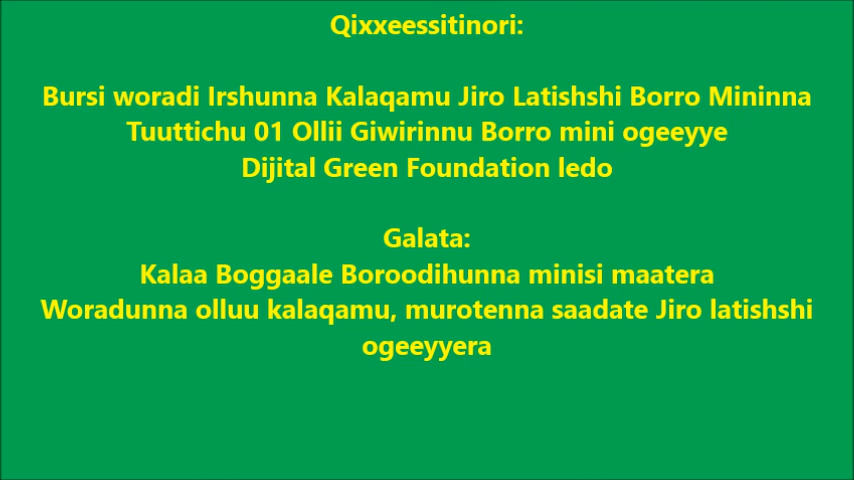 Qixxeessitinori:
Bursi woradi Irshunna Kalaqamu Jiro Latishshi Borro Mininna
Tuuttichu 01 Ollii Giwirinnu Borro mini ogeeyye
Dijital Green Foundation ledo
Galata:
Kalaa Boggaale Boroodihunna minisi maatera
Woradunna olluu kalaqamu, murotenna saadate Jiro latishshi
ogeeyyera